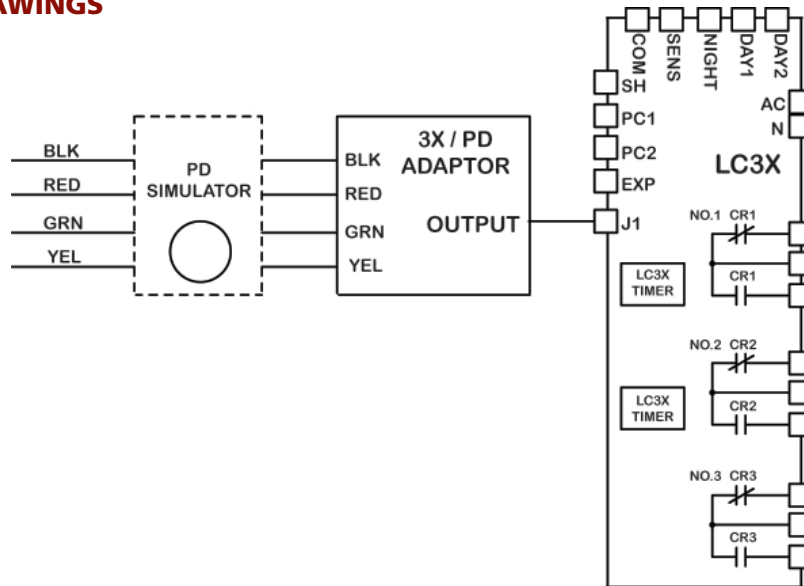 AWINGS
COM
SENS
NIGHT
DAY1
DAY2
SH
PC1
PC2
EXP
J1
AC
N
LC3X
BLK
RED
GRN
YEL
PD
SIMULATOR
3X / PD
ADAPTOR
BLK
RED
GRN
YEL
OUTPUT
NO.1 CR1
CR1
LC3X
TIMER
NO.2 CR2
CR2
LC3X
TIMER
NO.3 CR3
CR3